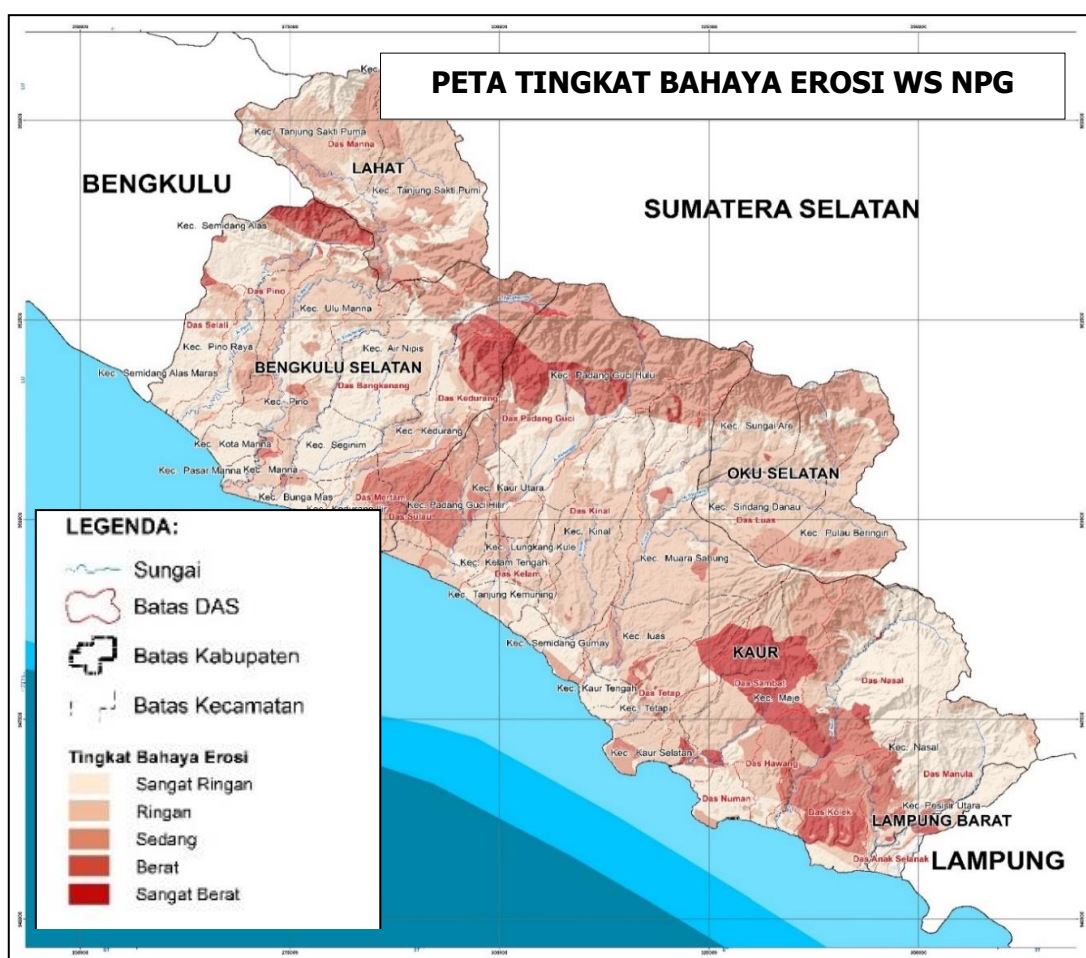 PETA TINGKAT BAHAYA EROSI WS NPG
Kec. Tanjung Sakti Puma
Das Manna
LAHAT
BENGKULU
Kec. Tanjung Sakti Pumi
SUMATERA SELATAN
Kec. Semidang Alas
Das Pino
Kec. Ulu Manna
Das Selali
Kec. Pino Raya
Kec. Air Nipis
BENGKULU SELATAN
Kec. Semidang Alas Maras
Kec. Padang Guci Hulu
Das Bangkanang
Das Kedurang
Kec. Pino
Das Padang Guci
Kec. Sungai Are
Kec. Kedurang
Kec. Kota Manna
Kec. Seginim
Kec. Pasar Manna
Kec. Manna
OKU SELATAN
Kec. Kaur Utara
Kec. Bunga Mas
Das Mertam
Kec. Padang Guci Hilir
Kec. Sindang Danau
Das Sulau
Das Kinal
Das Luas
Kec. Kinal
Kec. Pulau Beringin
Kec. Lungkang Kule
Kec. Muara Sahung
Kec. Kelam Tengah
Das Kelam
Kec. Tanjung Kemuning
Kec. Semidang Gumay
Kec. luas
KAUR
Das Sambat
Das Nasal
Kec. Kaur Tengah
Das Tetap
Kec. Maje
Kec. Tetapi
Kec. Kaur Selatan
Kec. Nasal
Das Hawang
Das Manula
Das Numan
Das Kolek
Kec. Pesisa Utara
LAMPUNG BARAT
Das Anak Selanak
LAMPUNG
LEGENDA:
Sungai
Batas DAS
Batas Kabupaten
Batas Kecamatan
Tingkat Bahaya Erosi
Sangat Ringan
Ringan
Sedang
Berat
Sangat Berat